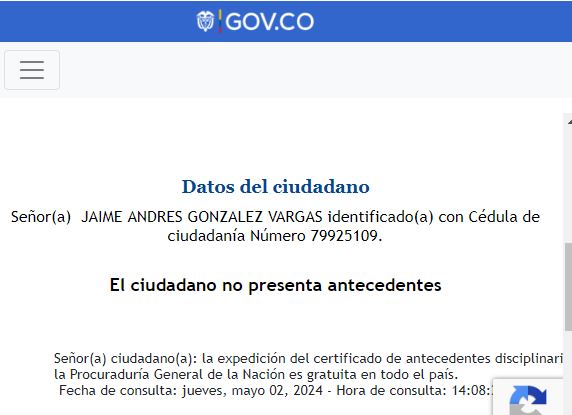 GOV.CO
Datos del ciudadano
Señor(a) JAIME ANDRES GONZALEZ VARGAS identificado(a) con Cédula de
ciudadanía Número 79925109.
El ciudadano no presenta antecedentes
Señor(a) ciudadano(a): la expedición del certificado de antecedentes disciplinari
la Procuraduría General de la Nación es gratuita en todo el país.
Fecha de consulta: jueves, mayo 02, 2024 - Hora de consulta: 14:08: